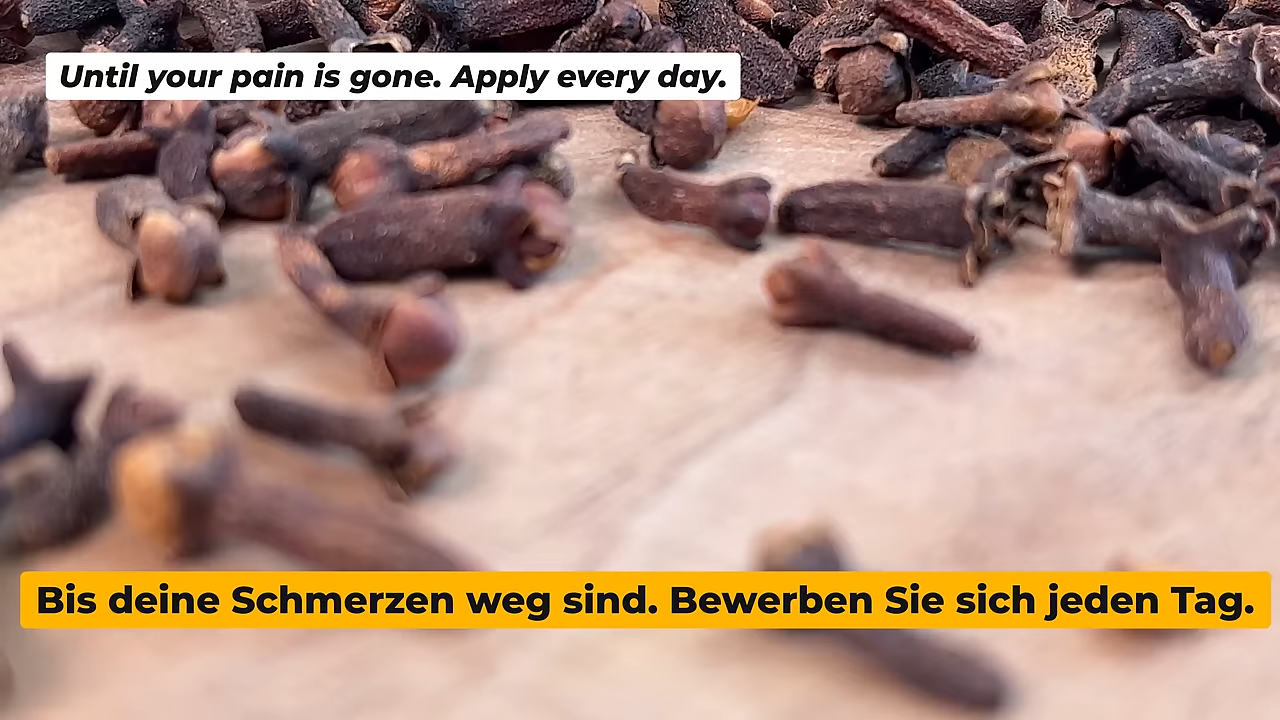 Until your pain is gone. Apply every day.
Bis deine Schmerzen weg sind. Bewerben Sie sich jeden Tag.